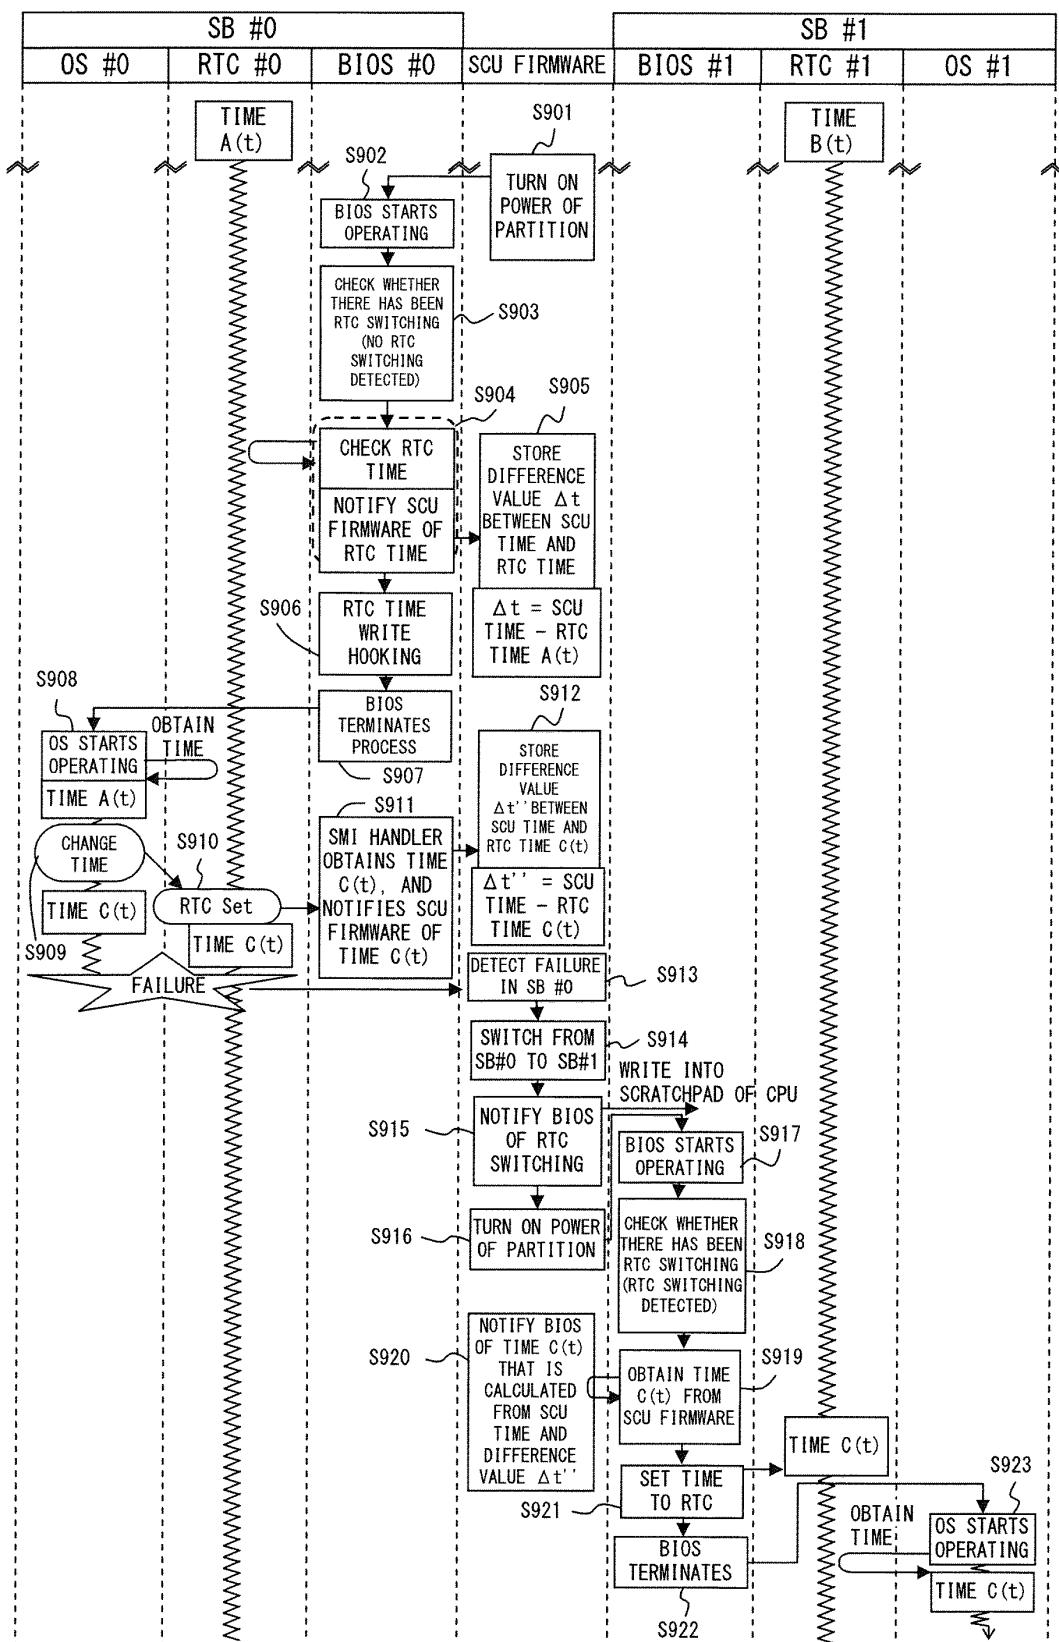 SB #0
SB #1
OS #0
RTC #0
BIOS #0
SCU FIRMWARE
BIOS #1
RTC #1
OS #1
TIME
A(t)
TIME
B(t)
S901
TURN ON
POWER OF
PARTITION
S902
BIOS STARTS
OPERATING
CHECK WHETHER
THERE HAS BEEN
RTC SWITCHING
(NO RTC
SWITCHING
DETECTED)
S903
S904
CHECK RTC
TIME
NOTIFY SCU
FIRMWARE OF
RTC TIME
S905
STORE
DIFFERENCE
VALUE Δt
BETWEEN SCU
TIME AND
RTC TIME
Δt = SCU
TIME - RTC
TIME A(t)
S906
RTC TIME
WRITE
HOOKING
BIOS
TERMINATES
PROCESS
S907
S908
OBTAIN
TIME
OS STARTS
OPERATING
TIME A(t)
CHANGE
TIME
TIME C(t)
S909
S910
RTC Set
TIME C(t)
S911
SMI HANDLER
OBTAINS TIME
C(t), AND
NOTIFIES SCU
FIRMWARE OF
TIME C(t)
S912
STORE
DIFFERENCE
VALUE
Δt'' BETWEEN
SCU TIME AND
RTC TIME C(t)
Δt'' = SCU
TIME - RTC
TIME C(t)
FAILURE
DETECT FAILURE
IN SB #0
S913
SWITCH FROM
SB#0 TO SB#1
S914
WRITE INTO
SCRATCHPAD OF CPU
S915
NOTIFY BIOS
OF RTC
SWITCHING
S916
TURN ON POWER
OF PARTITION
S917
BIOS STARTS
OPERATING
CHECK WHETHER
THERE HAS BEEN
RTC SWITCHING
(RTC SWITCHING
DETECTED)
S918
S920
NOTIFY BIOS
OF TIME C(t)
THAT IS
CALCULATED
FROM SCU
TIME AND
DIFFERENCE
VALUE Δt''
S919
OBTAIN TIME
C(t) FROM
SCU FIRMWARE
TIME C(t)
SET TIME
TO RTC
S921
BIOS
TERMINATES
S922
S923
OBTAIN
TIME
OS STARTS
OPERATING
TIME C(t)